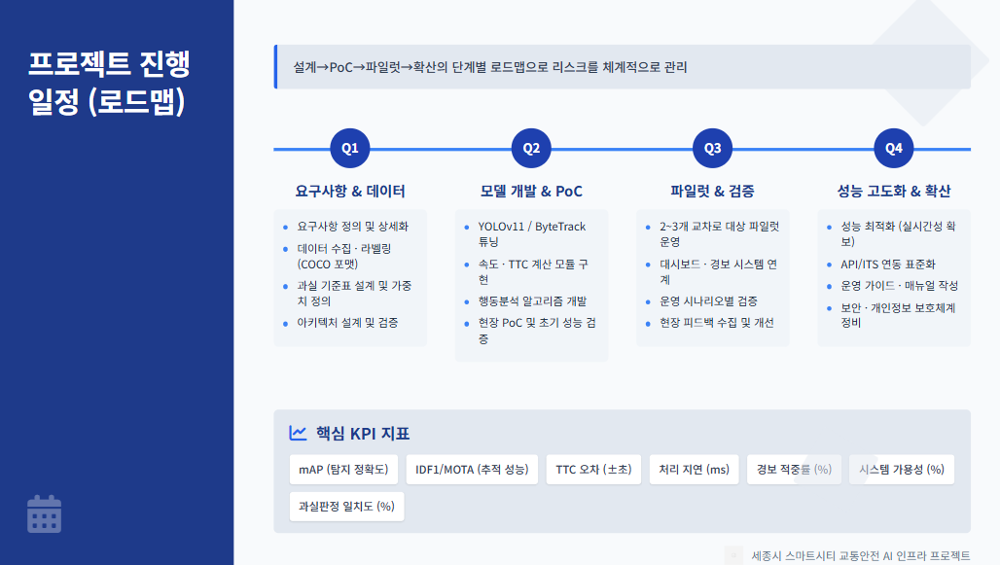 프로젝트 진행
일정 (로드맵)
설계→PoC→파일럿→확산의 단계별 로드맵으로 리스크를 체계적으로 관리
Q1
Q2
Q3
Q4
요구사항 & 데이터
요구사항 정의 및 상세화
데이터 수집 · 라벨링
(COCO 포맷)
과실 기준표 설계 및 가중
치 정의
아키텍처 설계 및 검증
모델 개발 & PoC
YOLOv11 / ByteTrack
튜닝
속도 · TTC 계산 모듈 구
현
행동분석 알고리즘 개발
현장 PoC 및 초기 성능 검
증
파일럿 & 검증
2~3개 교차로 대상 파일럿
운영
대시보드 · 경보 시스템 연
계
운영 시나리오별 검증
현장 피드백 수집 및 개선
성능 고도화 & 확산
성능 최적화 (실시간성 확
보)
API/ITS 연동 표준화
운영 가이드 · 매뉴얼 작성
보안 · 개인정보 보호체계
정비
핵심 KPI 지표
mAP (탐지 정확도)
IDF1/MOTA (추적 성능)
TTC 오차 (±초)
처리 지연 (ms)
경보 적중률 (%)
시스템 가용성 (%)
과실판정 일치도 (%)
세종시 스마트시티 교통안전 AI 인프라 프로젝트